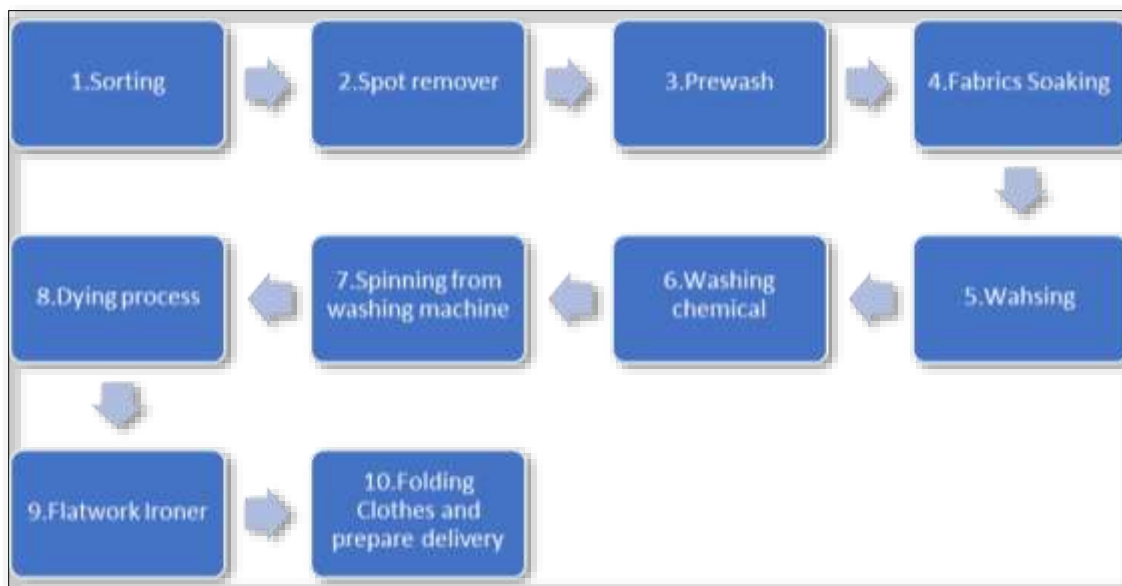 1.Sorting
2.Spot remover
3.Prewash
4.Fabrics Soaking
5.Wahsing
6.Washing
chemical
7.Spinning from
washing machine
8.Dying process
9.Flatwork Ironer
10.Folding
Clothes and
prepare delivery